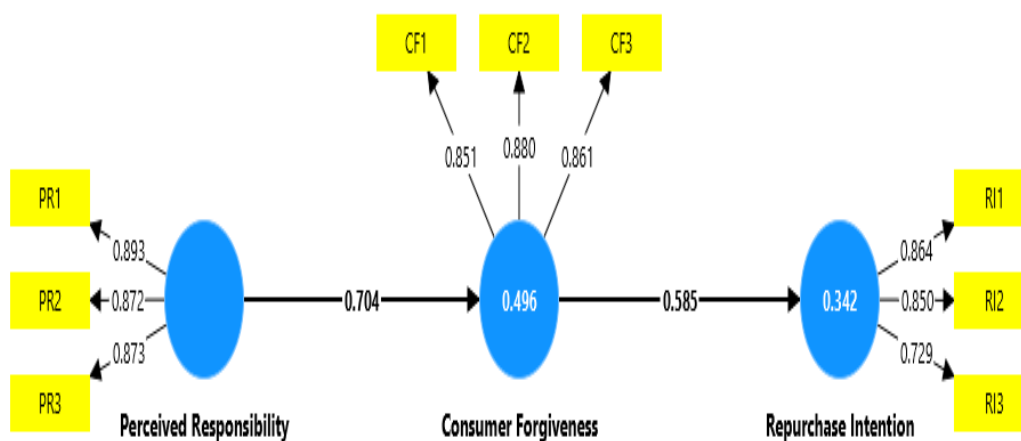 CF1 CF2 CF3
0.851 0.880 0.861
PR1
PR2
PR3
0.893
0.872
0.873
0.704
0.496
0.585
0.342
0.864
0.850
0.729
RI1
RI2
RI3
Perceived Responsibility
Consumer Forgiveness
Repurchase Intention